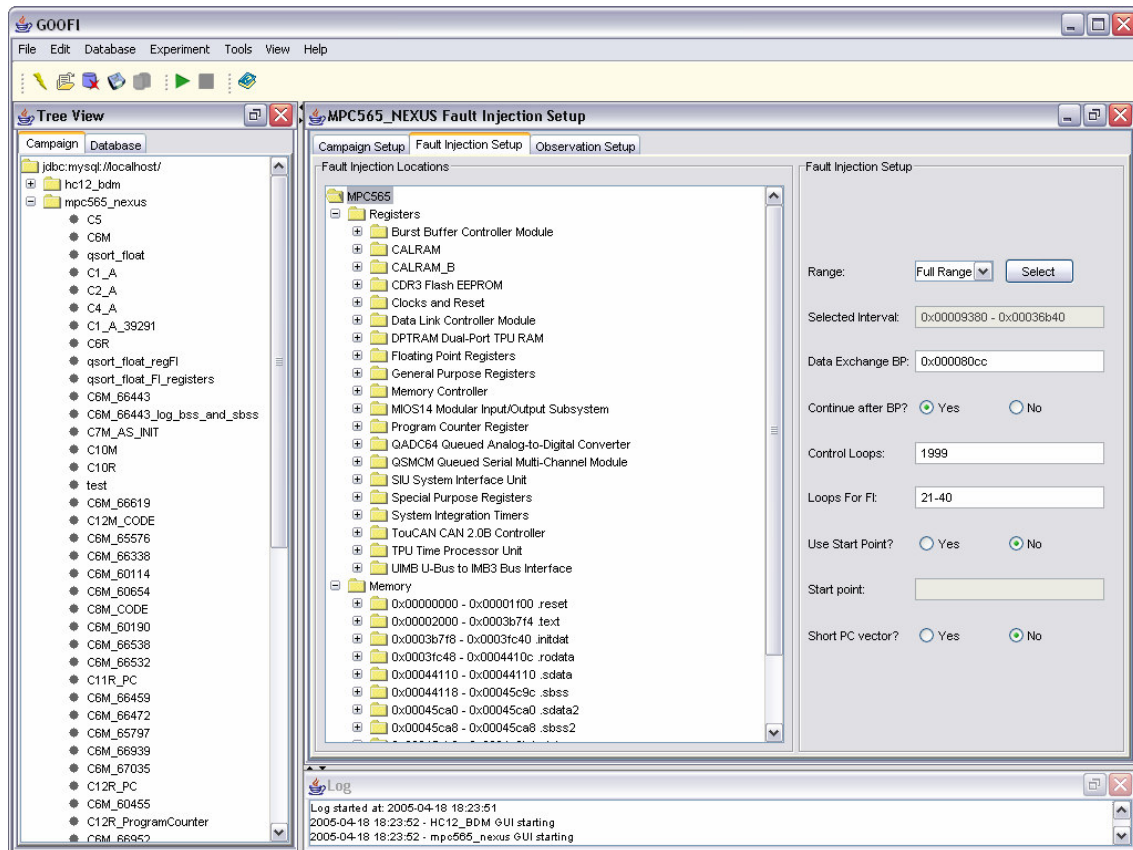 GOOFI
File Edit Database Experiment Tools View Help
Tree View
Campaign Database
jdbc:mysql://localhost/
hc12_bdm
mpc565_nexus
C5
C6M
qsort_float
C1_A
C2_A
C4_A
C1_A_39291
C6R
qsort_float_regFI
qsort_float_FI_registers
C6M_66443
C6M_66443_log_bss_and_sbss
C7M_AS_INIT
C10M
C10R
test
C6M_66619
C12M_CODE
C6M_65576
C6M_66338
C6M_60114
C6M_60654
C8M_CODE
C6M_60190
C6M_66538
C6M_66532
C11R_PC
C6M_66459
C6M_66472
C6M_65797
C6M_66939
C6M_67035
C12R_PC
C6M_60455
C12R_ProgramCounter
C6M_66952
MPC565_NEXUS Fault Injection Setup
Campaign Setup Fault Injection Setup Observation Setup
Fault Injection Locations
MPC565
Registers
Burst Buffer Controller Module
CALRAM
CALRAM_B
CDR3 Flash EEPROM
Clocks and Reset
Data Link Controller Module
DPTRAM Dual-Port TPU RAM
Floating Point Registers
General Purpose Registers
Memory Controller
MIOS14 Modular Input/Output Subsystem
Program Counter Register
QADC64 Queued Analog-to-Digital Converter
QSMCM Queued Serial Multi-Channel Module
SIU System Interface Unit
Special Purpose Registers
System Integration Timers
TouCAN CAN 2.0B Controller
TPU Time Processor Unit
UIMB U-Bus to IMB3 Bus Interface
Memory
0x00000000 - 0x00001f00 .reset
0x00002000 - 0x0003b7f4 .text
0x0003b7f8 - 0x0003fc40 .initdat
0x0003fc48 - 0x0004410c .rodata
0x00044110 - 0x00044110 .sdata
0x00044118 - 0x00045c9c .sbss
0x00045ca0 - 0x00045ca0 .sdata2
0x00045ca8 - 0x00045ca8 .sbss2
Fault Injection Setup
Range: Full Range Select
Selected Interval: 0x00009380 - 0x00036b40
Data Exchange BP: 0x000080cc
Continue after BP? Yes No
Control Loops: 1999
Loops For FI: 21-40
Use Start Point? Yes No
Start point:
Short PC vector? Yes No
Log
Log started at: 2005-04-18 18:23:51
2005-04-18 18:23:52 - HC12_BDM GUI starting
2005-04-18 18:23:52 - mpc565_nexus GUI starting